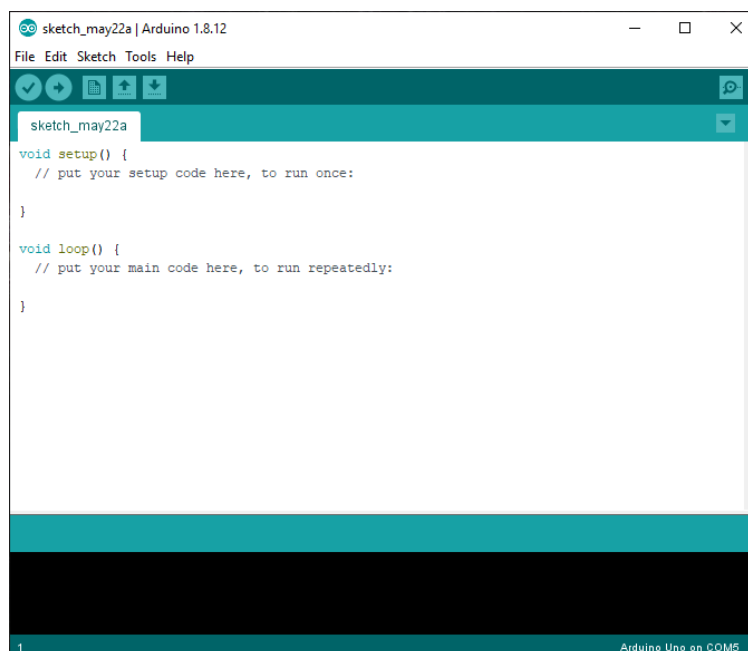 sketch_may22a | Arduino 1.8.12
File Edit Sketch Tools Help
sketch_may22a
void setup() {
  // put your setup code here, to run once:
}
void loop() {
  // put your main code here, to run repeatedly:
}
1
Arduino Uno on COM5